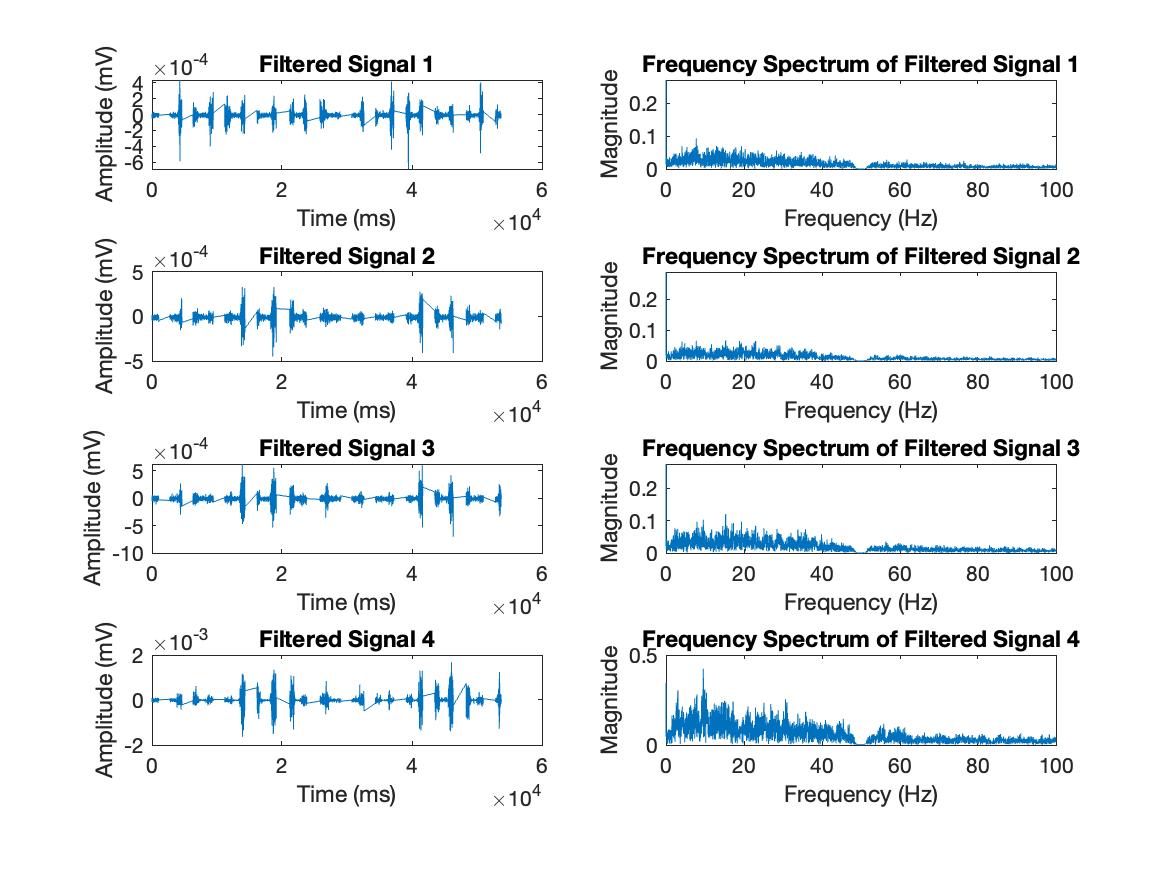 Filtered Signal 1
×10-4
Amplitude (mV)
4
2
0
-2
-4
-6
0 2 4 6
Time (ms)
×104
Frequency Spectrum of Filtered Signal 1
Magnitude
0.2
0.1
0
0 20 40 60 80 100
Frequency (Hz)
Filtered Signal 2
×10-4
Amplitude (mV)
5
0
-5
0 2 4 6
Time (ms)
×104
Frequency Spectrum of Filtered Signal 2
Magnitude
0.2
0.1
0
0 20 40 60 80 100
Frequency (Hz)
Filtered Signal 3
×10-4
Amplitude (mV)
5
0
-5
-10
0 2 4 6
Time (ms)
×104
Frequency Spectrum of Filtered Signal 3
Magnitude
0.2
0.1
0
0 20 40 60 80 100
Frequency (Hz)
Filtered Signal 4
×10-3
Amplitude (mV)
2
0
-2
0 2 4 6
Time (ms)
×104
Frequency Spectrum of Filtered Signal 4
Magnitude
0.5
0
0 20 40 60 80 100
Frequency (Hz)